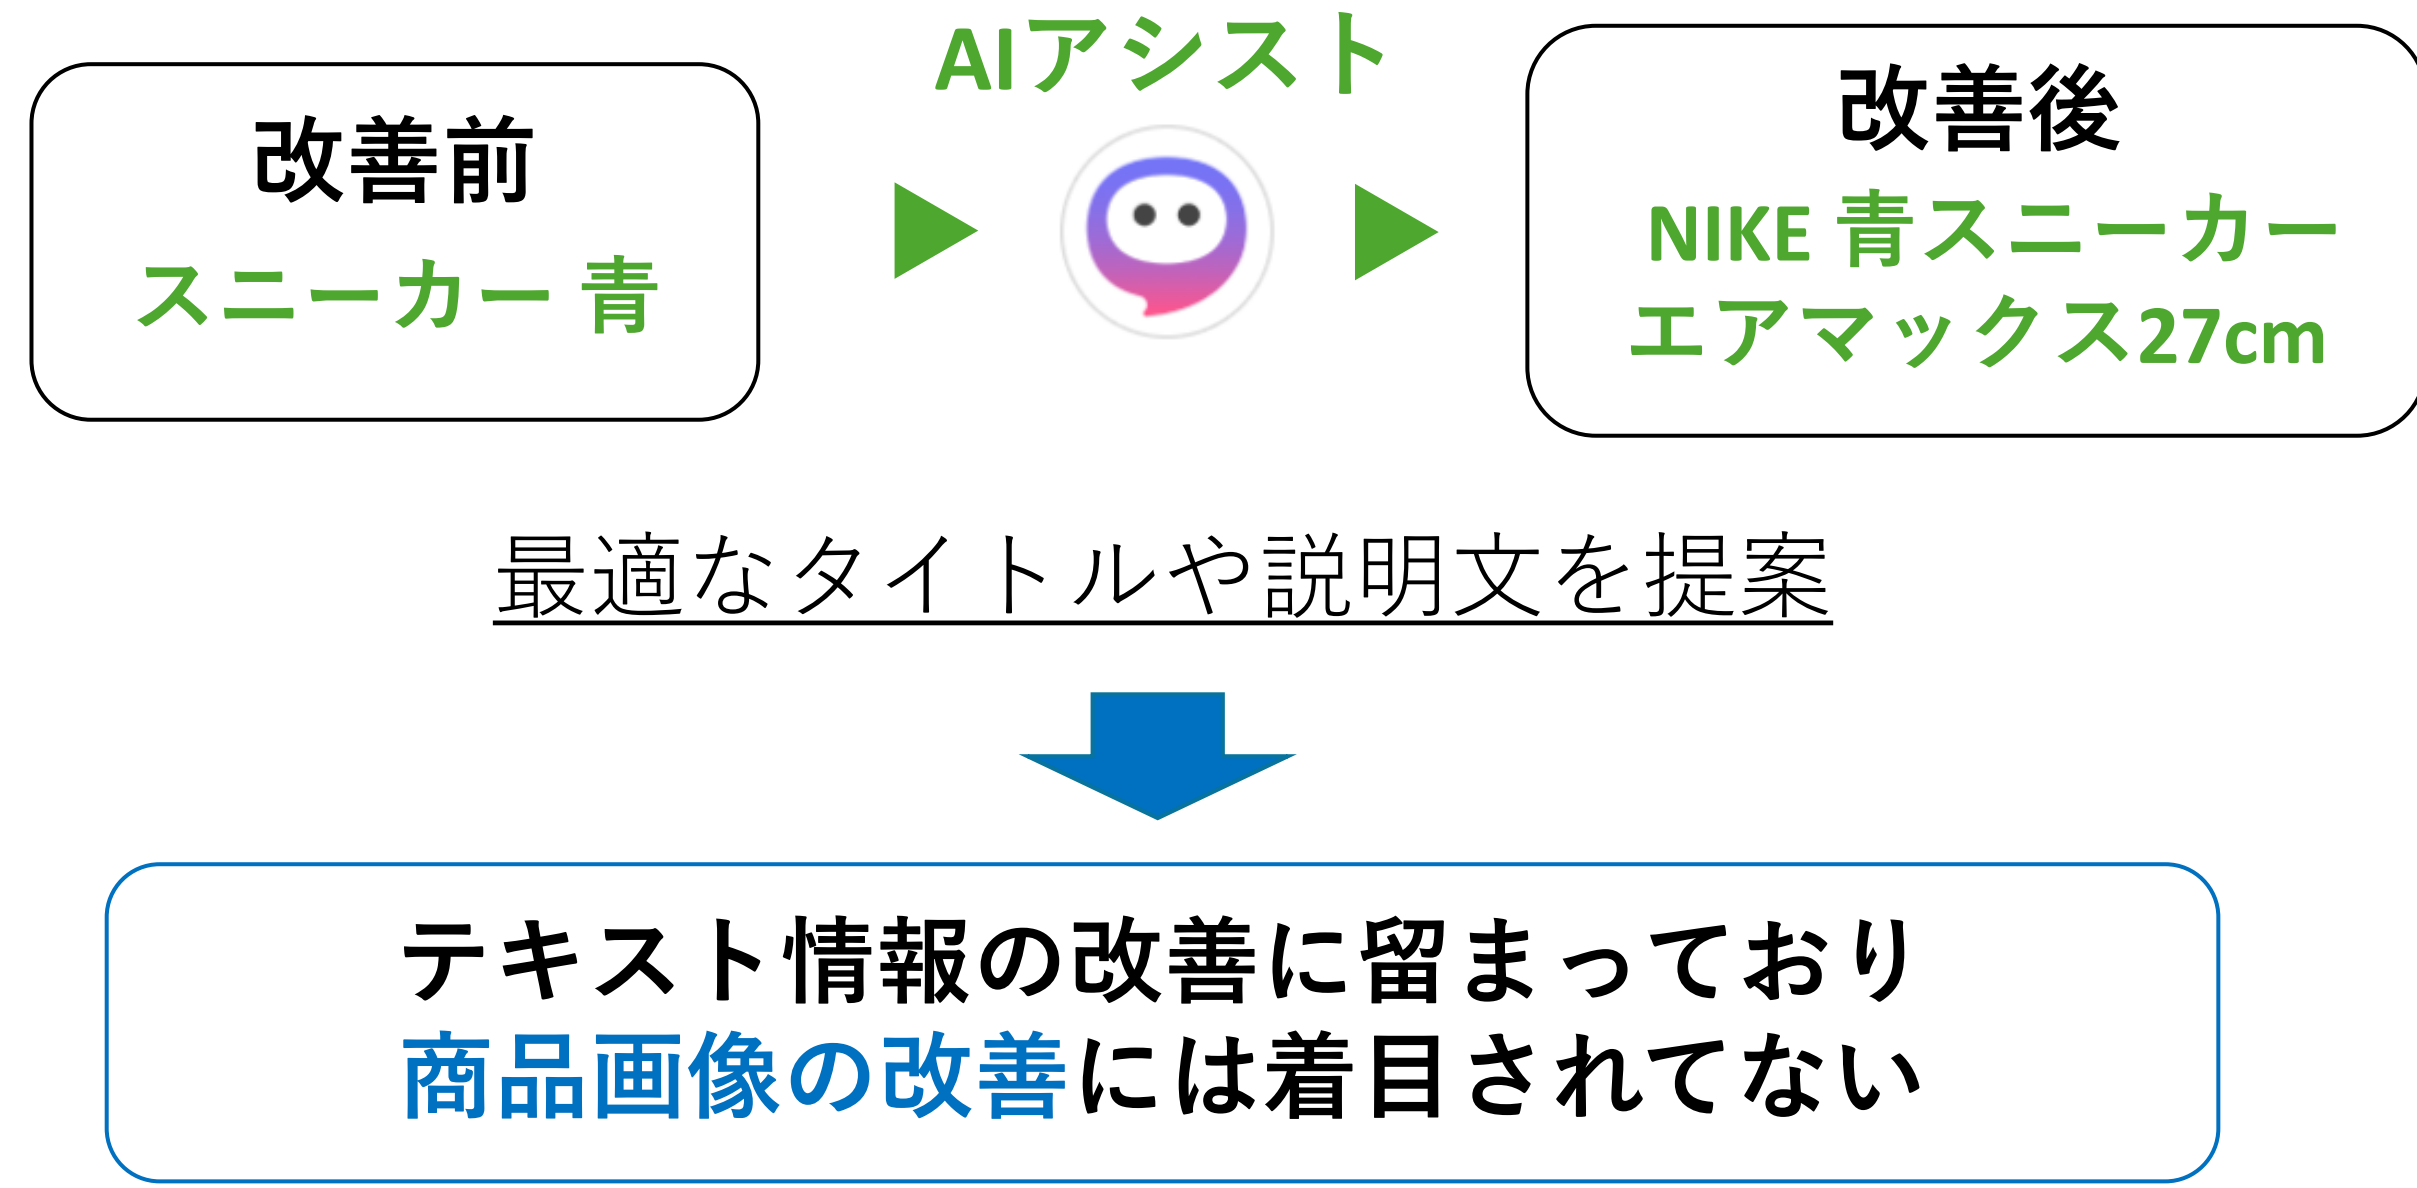 AIアシスト
改善前
スニーカー 青
改善後
NIKE 青スニーカー
エアマックス27cm
最適なタイトルや説明文を提案
テキスト情報の改善に留まっており
商品画像の改善には着目されてない